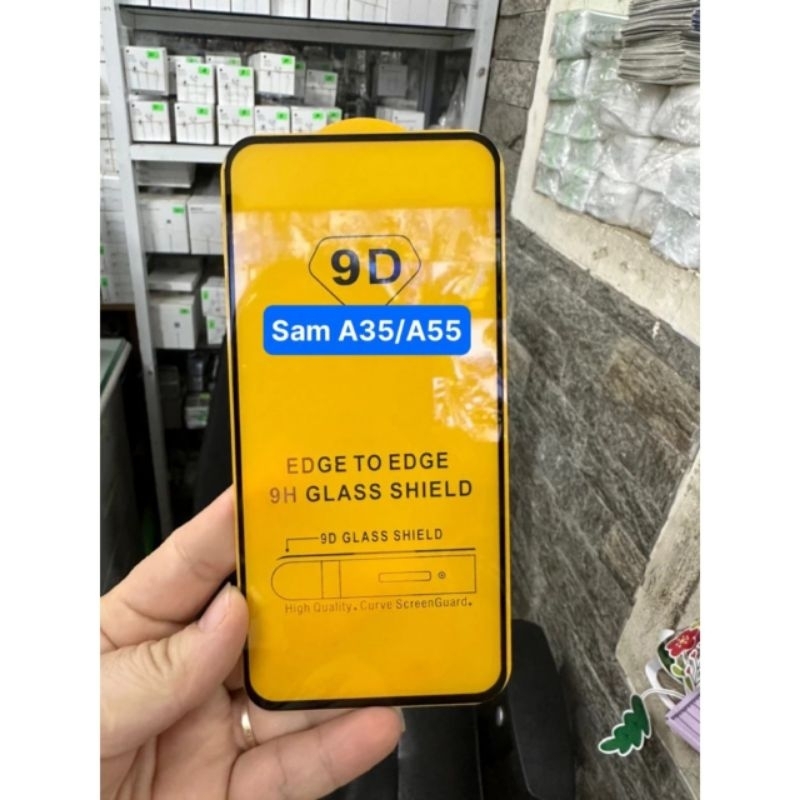 9D
Sam A35/A55
EDGE TO EDGE
9H GLASS SHIELD
9D GLASS SHIELD
High Quality. Curve ScreenGuard.